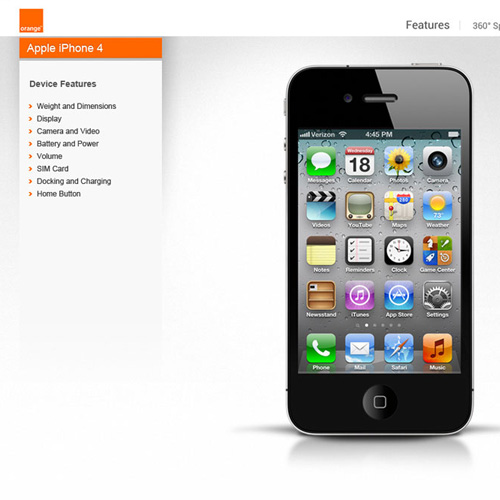 orange™
Features
360° Sp
Apple iPhone 4
Device Features
Weight and Dimensions
Display
Camera and Video
Battery and Power
Volume
SIM Card
Docking and Charging
Home Button
Verizon
4:45 PM
Wednesday
18
280
73°
Messages
Calendar
Photos
Camera
Videos
YouTube
Maps
Weather
Notes
Reminders
Clock
Game Center
Newsstand
iTunes
App Store
Settings
Phone
Mail
Safari
Music